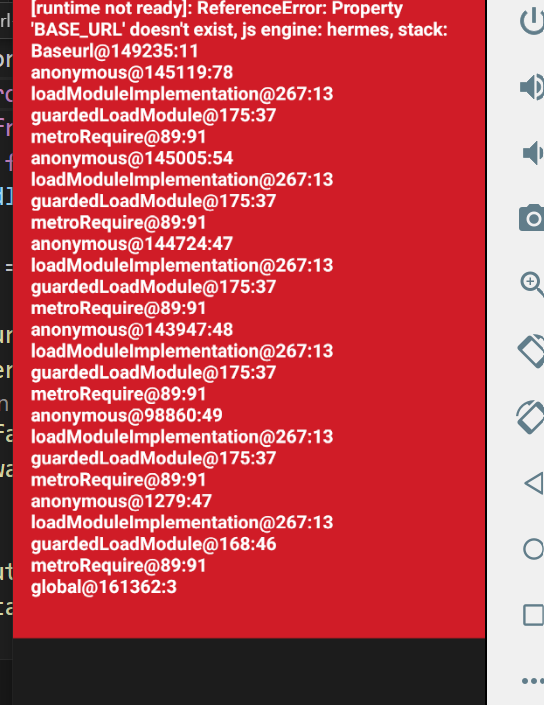 [runtime not ready]: ReferenceError: Property
'BASE_URL' doesn't exist, js engine: hermes, stack:
Baseurl@149235:11
anonymous@145119:78
loadModuleImplementation@267:13
guardedLoadModule@175:37
metroRequire@89:91
anonymous@145005:54
loadModuleImplementation@267:13
guardedLoadModule@175:37
metroRequire@89:91
anonymous@144724:47
loadModuleImplementation@267:13
guardedLoadModule@175:37
metroRequire@89:91
anonymous@143947:48
loadModuleImplementation@267:13
guardedLoadModule@175:37
metroRequire@89:91
anonymous@98860:49
loadModuleImplementation@267:13
guardedLoadModule@175:37
metroRequire@89:91
anonymous@1279:47
loadModuleImplementation@267:13
guardedLoadModule@168:46
metroRequire@89:91
global@161362:3